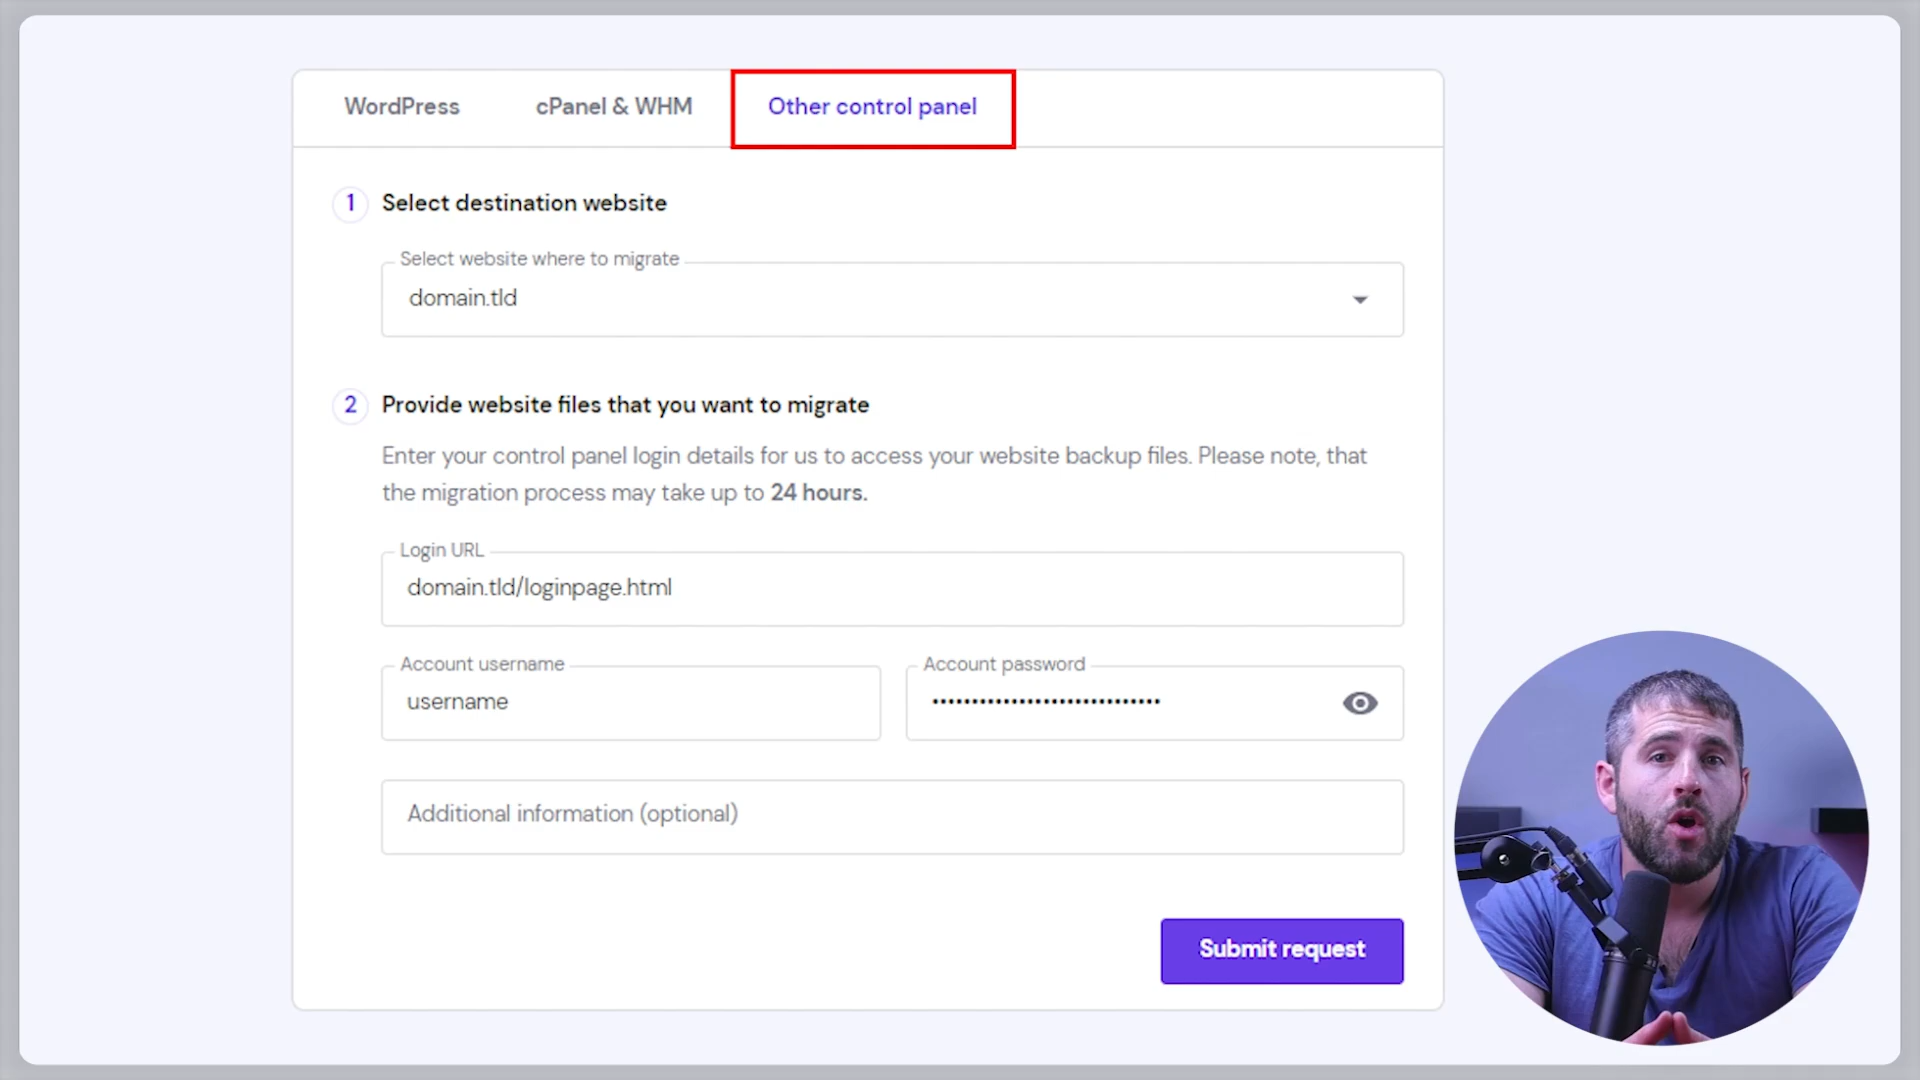 WordPress
cPanel & WHM
Other control panel
1
Select destination website
Select website where to migrate
domain.tld
2
Provide website files that you want to migrate
Enter your control panel login details for us to access your website backup files. Please note, that
the migration process may take up to 24 hours.
Login URL
domain.tld/loginpage.html
Account username
username
Account password
Additional information (optional)
Submit request